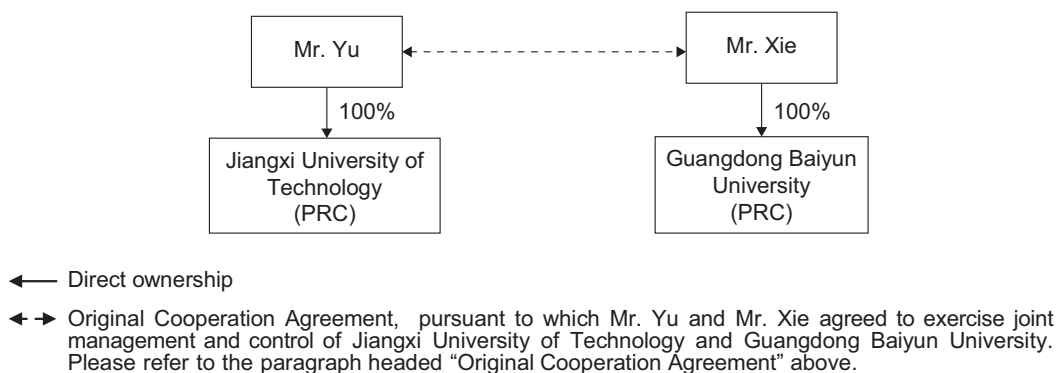 Mr. Yu
Mr. Xie
100%
100%
Jiangxi University of
Technology
(PRC)
Guangdong Baiyun
University
(PRC)
Direct ownership
Original Cooperation Agreement, pursuant to which Mr. Yu and Mr. Xie agreed to exercise joint
management and control of Jiangxi University of Technology and Guangdong Baiyun University.
Please refer to the paragraph headed “Original Cooperation Agreement” above.